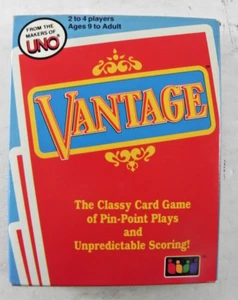 FROM THE
MAKERS OF
UNO
2 to 4 players
Ages 9 to Adult
VANTAGE
The Classy Card Game
of Pin-Point Plays
and
Unpredictable Scoring!